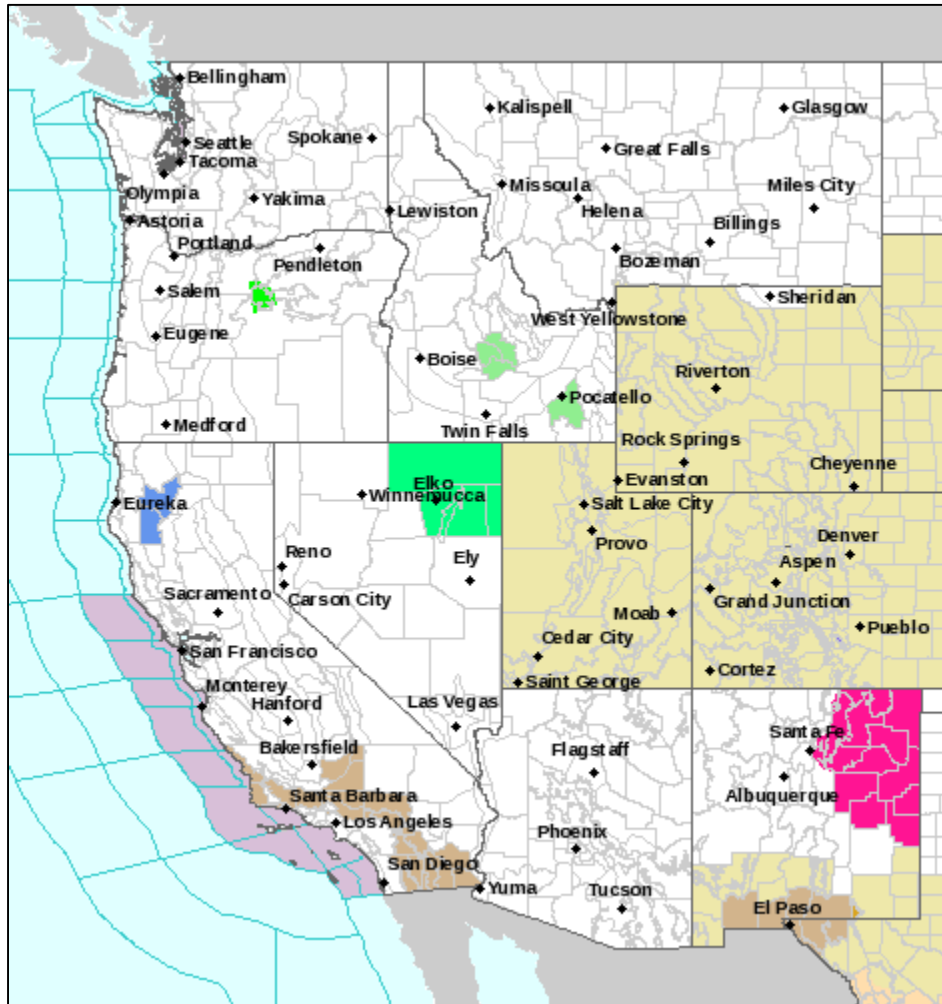 Bellingham
Kalispell
Glasgow
Seattle
Spokane
Great Falls
Tacoma
Olympia
Missoula
Miles City
Yakima
Helena
Lewiston
Astoria
Billings
Portland
Pendleton
Bozeman
Salem
Sheridan
West Yellowstone
Eugene
Boise
Riverton
Pocatello
Medford
Twin Falls
Rock Springs
Cheyenne
Evanston
Elko
Winnemucca
Eureka
Salt Lake City
Provo
Denver
Reno
Ely
Aspen
Sacramento
Carson City
Grand Junction
Moab
Pueblo
Cedar City
San Francisco
Cortez
Saint George
Monterey
Hanford
Las Vegas
Santa Fe
Bakersfield
Flagstaff
Albuquerque
Santa Barbara
Los Angeles
Phoenix
San Diego
Yuma
Tucson
El Paso